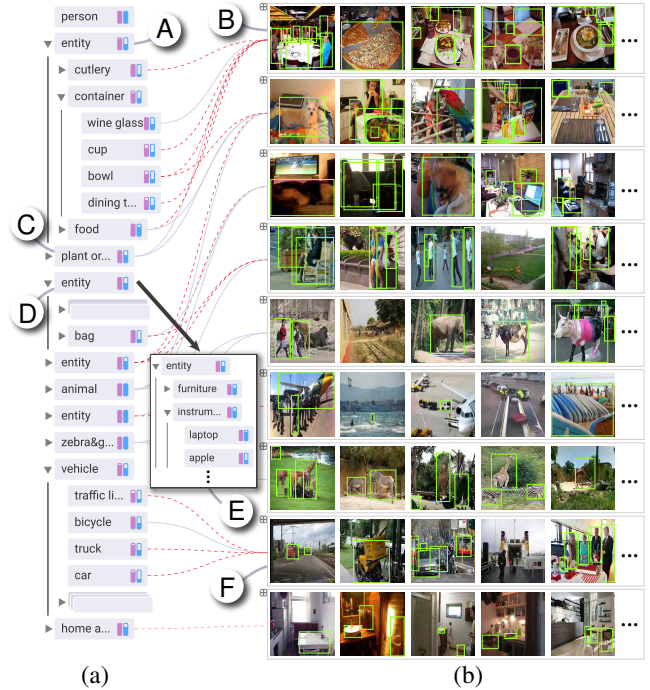 person
entity
A
B
cutlery
container
wine glass
cup
bowl
dining t...
food
C
plant or...
entity
D
bag
entity
animal
entity
zebra&g...
vehicle
traffic li...
bicycle
truck
car
home a...
entity
furniture
instrum...
laptop
apple
E
F
(a)
(b)